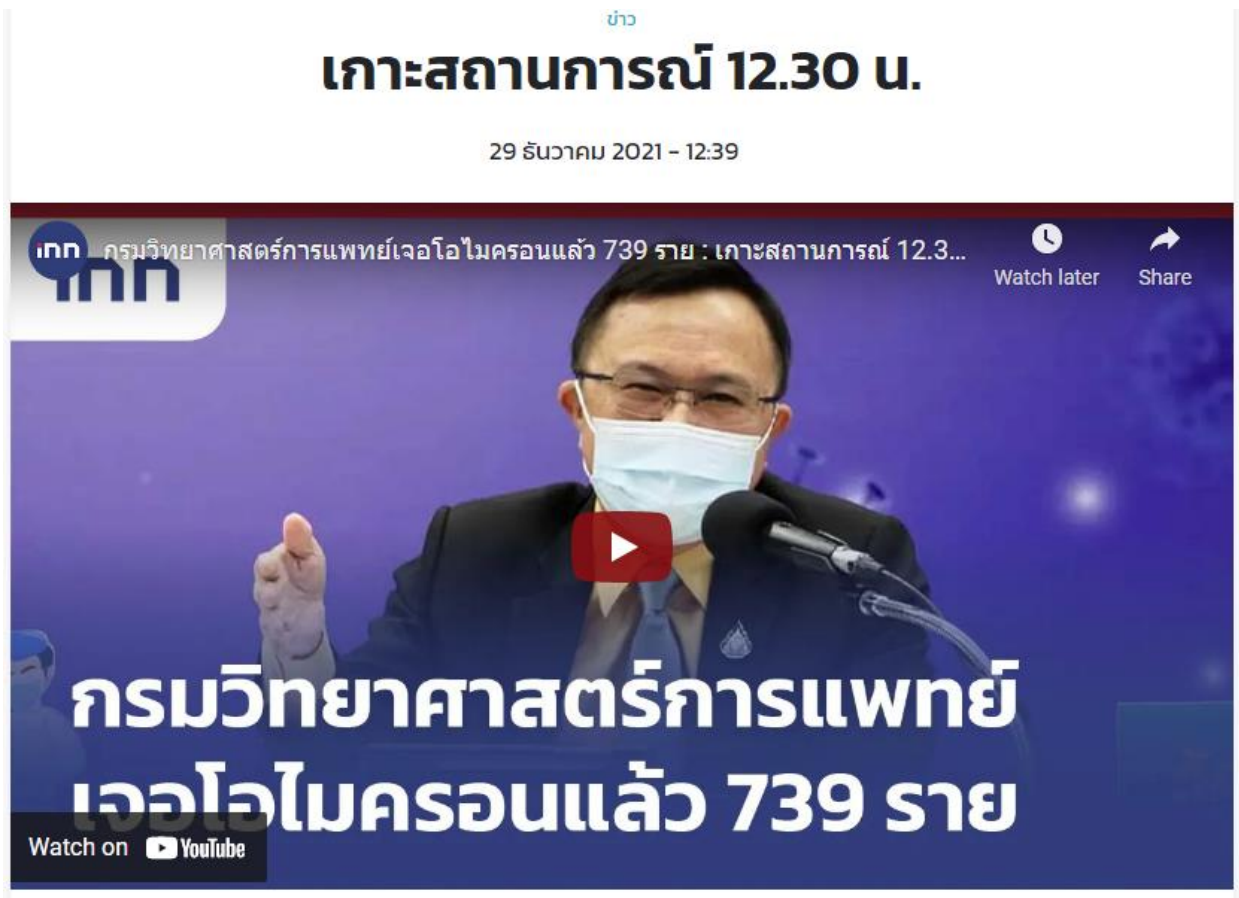 ข่าว
เกาะสถานการณ์ 12.30 น.
29 ธันวาคม 2021 - 12:39
inn กรมวิทยาศาสตร์การแพทย์เจอโอไมครอนแล้ว 739 ราย : เกาะสถานการณ์ 12.3...
Watch later
Share
inn
กรมวิทยาศาสตร์การแพทย์
เจอโอไมครอนแล้ว 739 ราย
Watch on YouTube